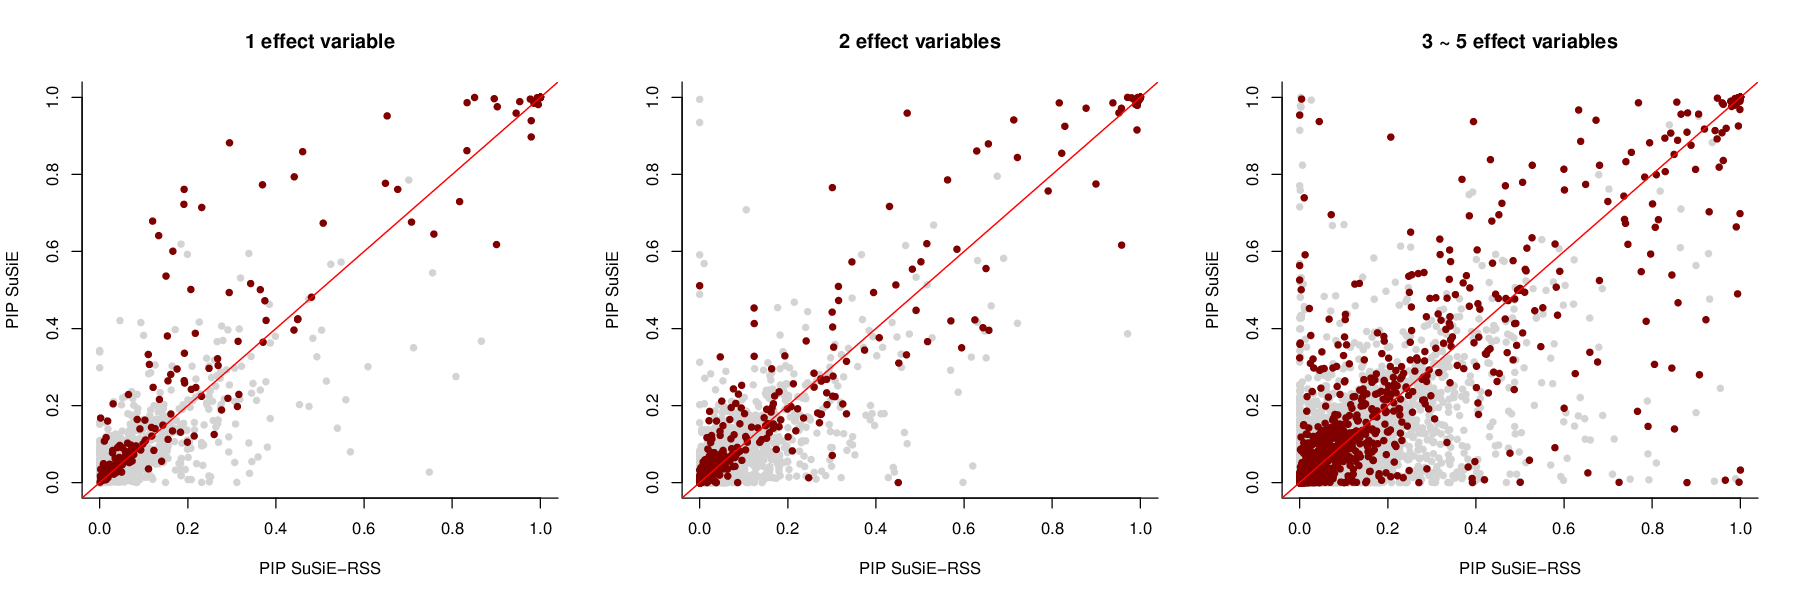 1 effect variable
2 effect variables
3 ~ 5 effect variables
PIP SuSiE
1.0
0.8
0.6
0.4
0.2
0.0
0.0 0.2 0.4 0.6 0.8 1.0
PIP SuSiE−RSS
PIP SuSiE
1.0
0.8
0.6
0.4
0.2
0.0
0.0 0.2 0.4 0.6 0.8 1.0
PIP SuSiE−RSS
PIP SuSiE
1.0
0.8
0.6
0.4
0.2
0.0
0.0 0.2 0.4 0.6 0.8 1.0
PIP SuSiE−RSS